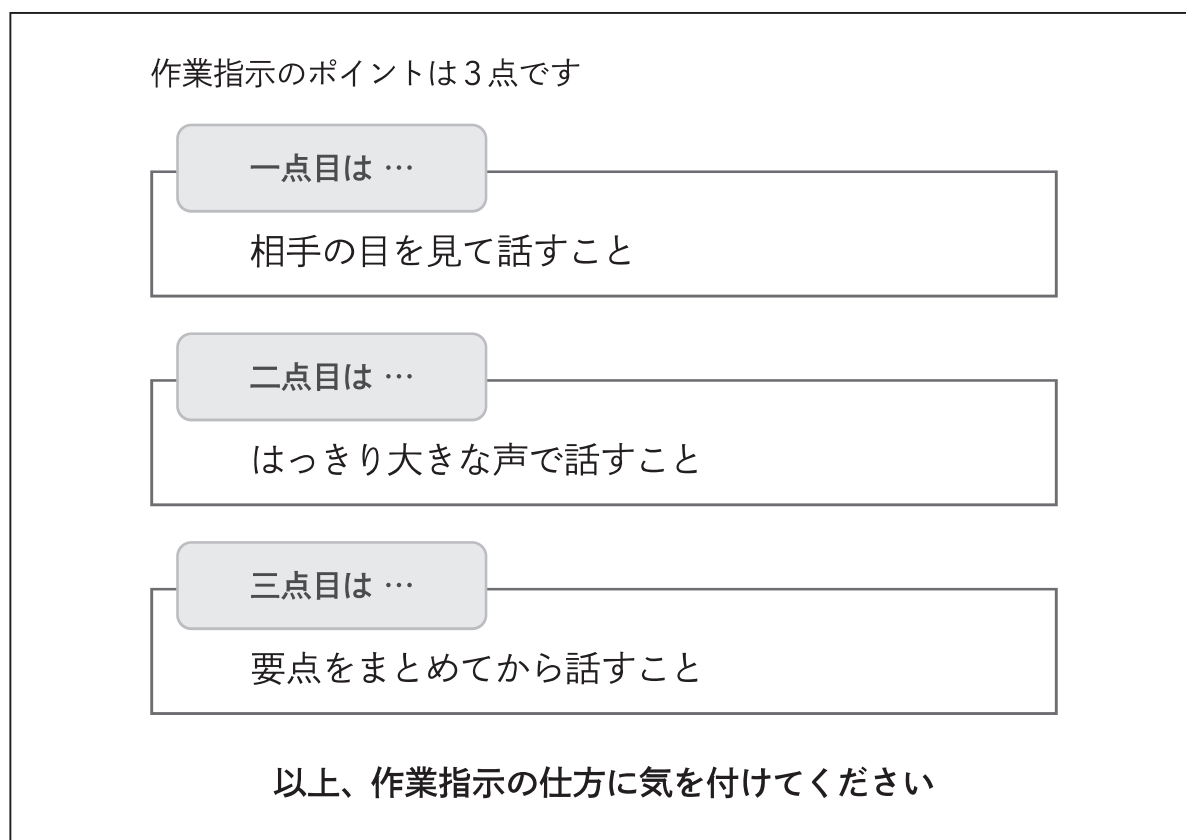 作業指示のポイントは３点です
一点目は …
相手の目を見て話すこと
二点目は …
はっきり大きな声で話すこと
三点目は …
要点をまとめてから話すこと
以上、作業指示の仕方に気を付けてください